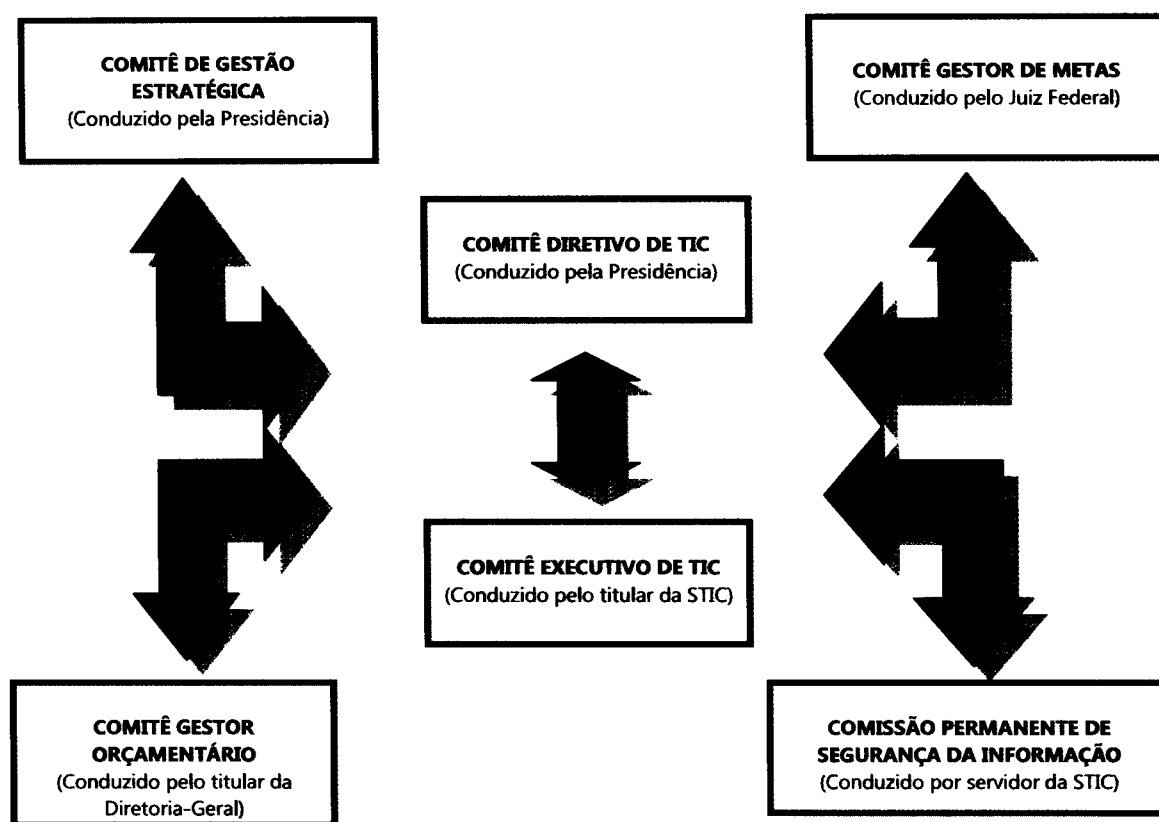 COMITÊ DE GESTÃO
ESTRATÉGICA
(Conduzido pela Presidência)
COMITÊ GESTOR DE METAS
(Conduzido pelo Juiz Federal)
COMITÊ DIRETIVO DE TIC
(Conduzido pela Presidência)
COMITÊ EXECUTIVO DE TIC
(Conduzido pelo titular da STIC)
COMITÊ GESTOR
ORÇAMENTÁRIO
(Conduzido pelo titular da
Diretoria-Geral)
COMISSÃO PERMANENTE DE
SEGURANÇA DA INFORMAÇÃO
(Conduzido por servidor da STIC)